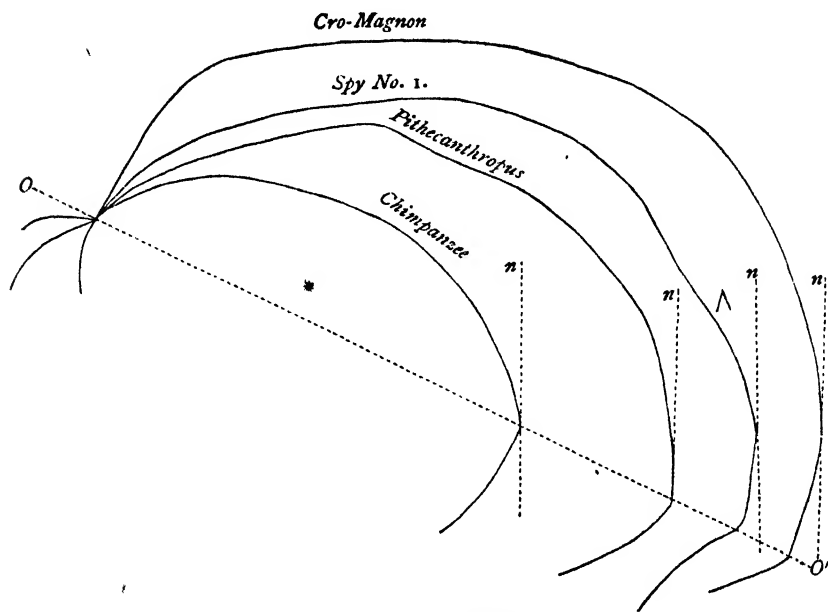 Cro-Magnon
Spy No. 1.
Pithecanthropus
O
Chimpanzee
n
n
n
n
O'